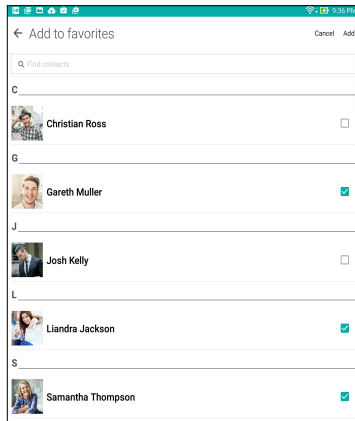 9:36 PM
Add to favorites
Cancel Add
Find contacts
C
Christian Ross
G
Gareth Muller
J
Josh Kelly
L
Liandra Jackson
S
Samantha Thompson